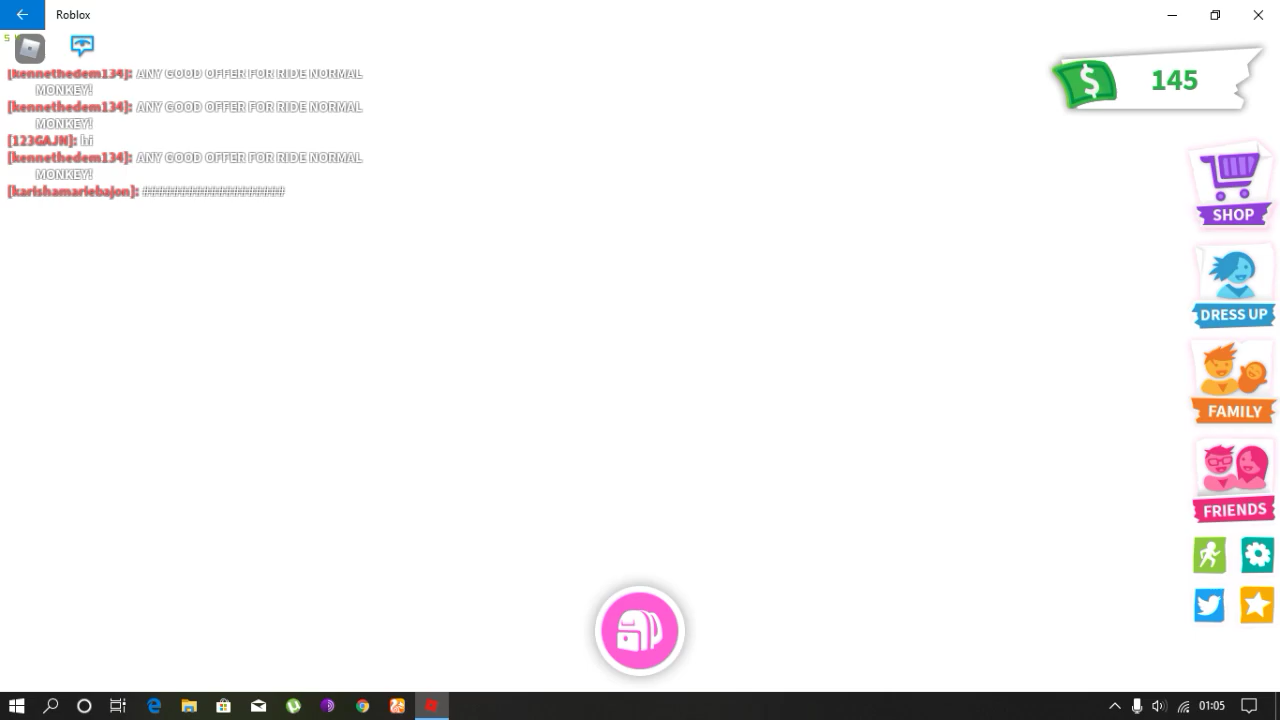 Roblox
[kennethedem134]: ANY GOOD OFFER FOR RIDE NORMAL
MONKEY!
[kennethedem134]: ANY GOOD OFFER FOR RIDE NORMAL
MONKEY!
[123GAJN]: hi
[kennethedem134]: ANY GOOD OFFER FOR RIDE NORMAL
MONKEY!
[karishamariebajon]: ####################
145
SHOP
DRESS UP
FAMILY
FRIENDS
01:05